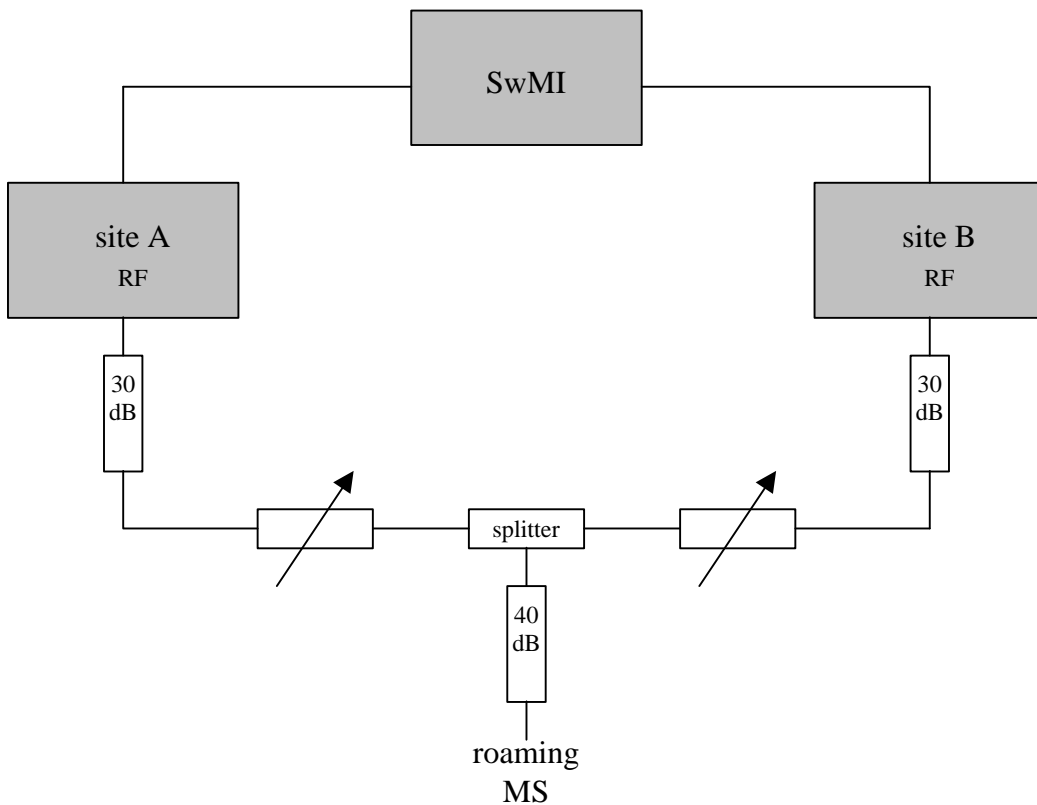 SwMI
site A
RF
site B
RF
30
dB
30
dB
splitter
40
dB
roaming
MS